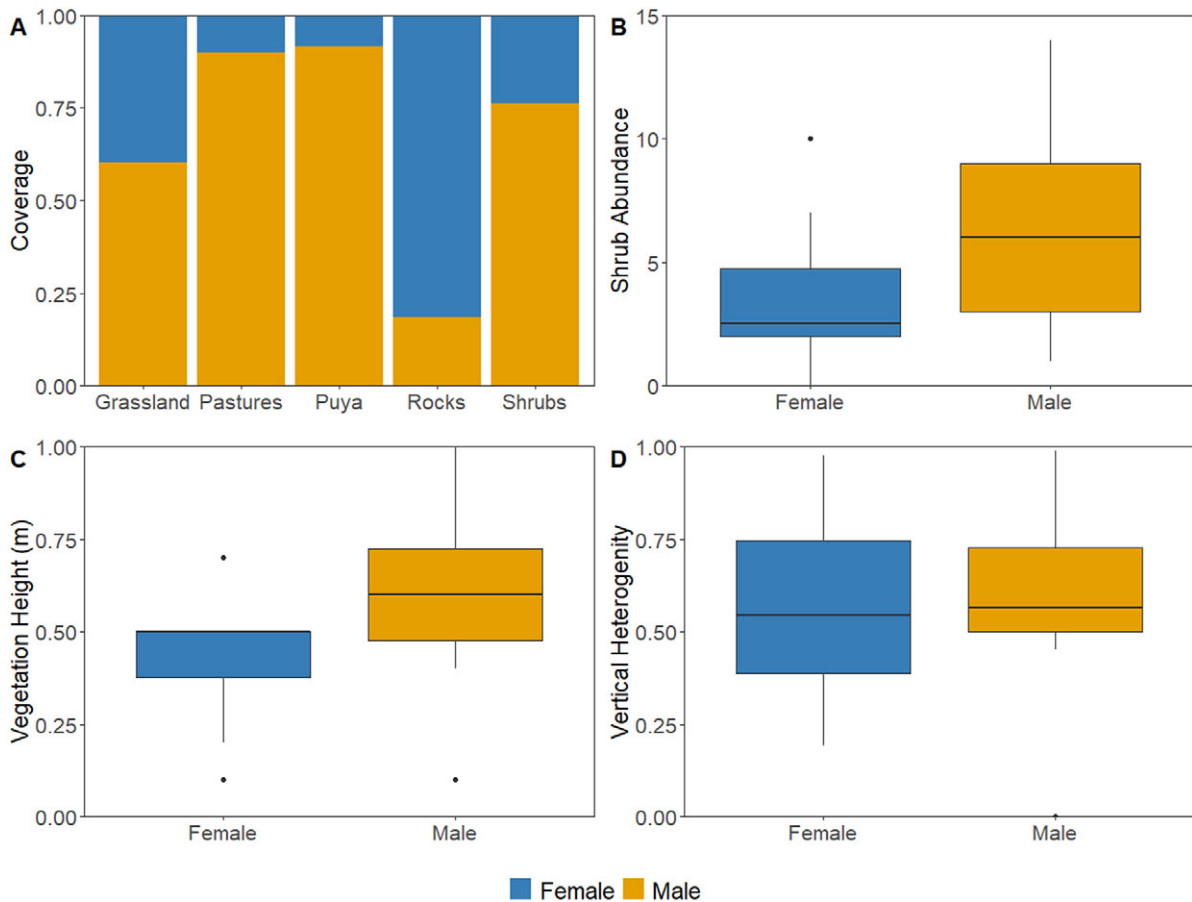 A
Coverage
1.00
0.75
0.50
0.25
0.00
Grassland Pastures Puya Rocks Shrubs
B
Shrub Abundance
15
10
5
0
Female Male
C
Vegetation Height (m)
1.00
0.75
0.50
0.25
0.00
Female Male
D
Vertical Heterogenity
1.00
0.75
0.50
0.25
0.00
Female Male
Female Male